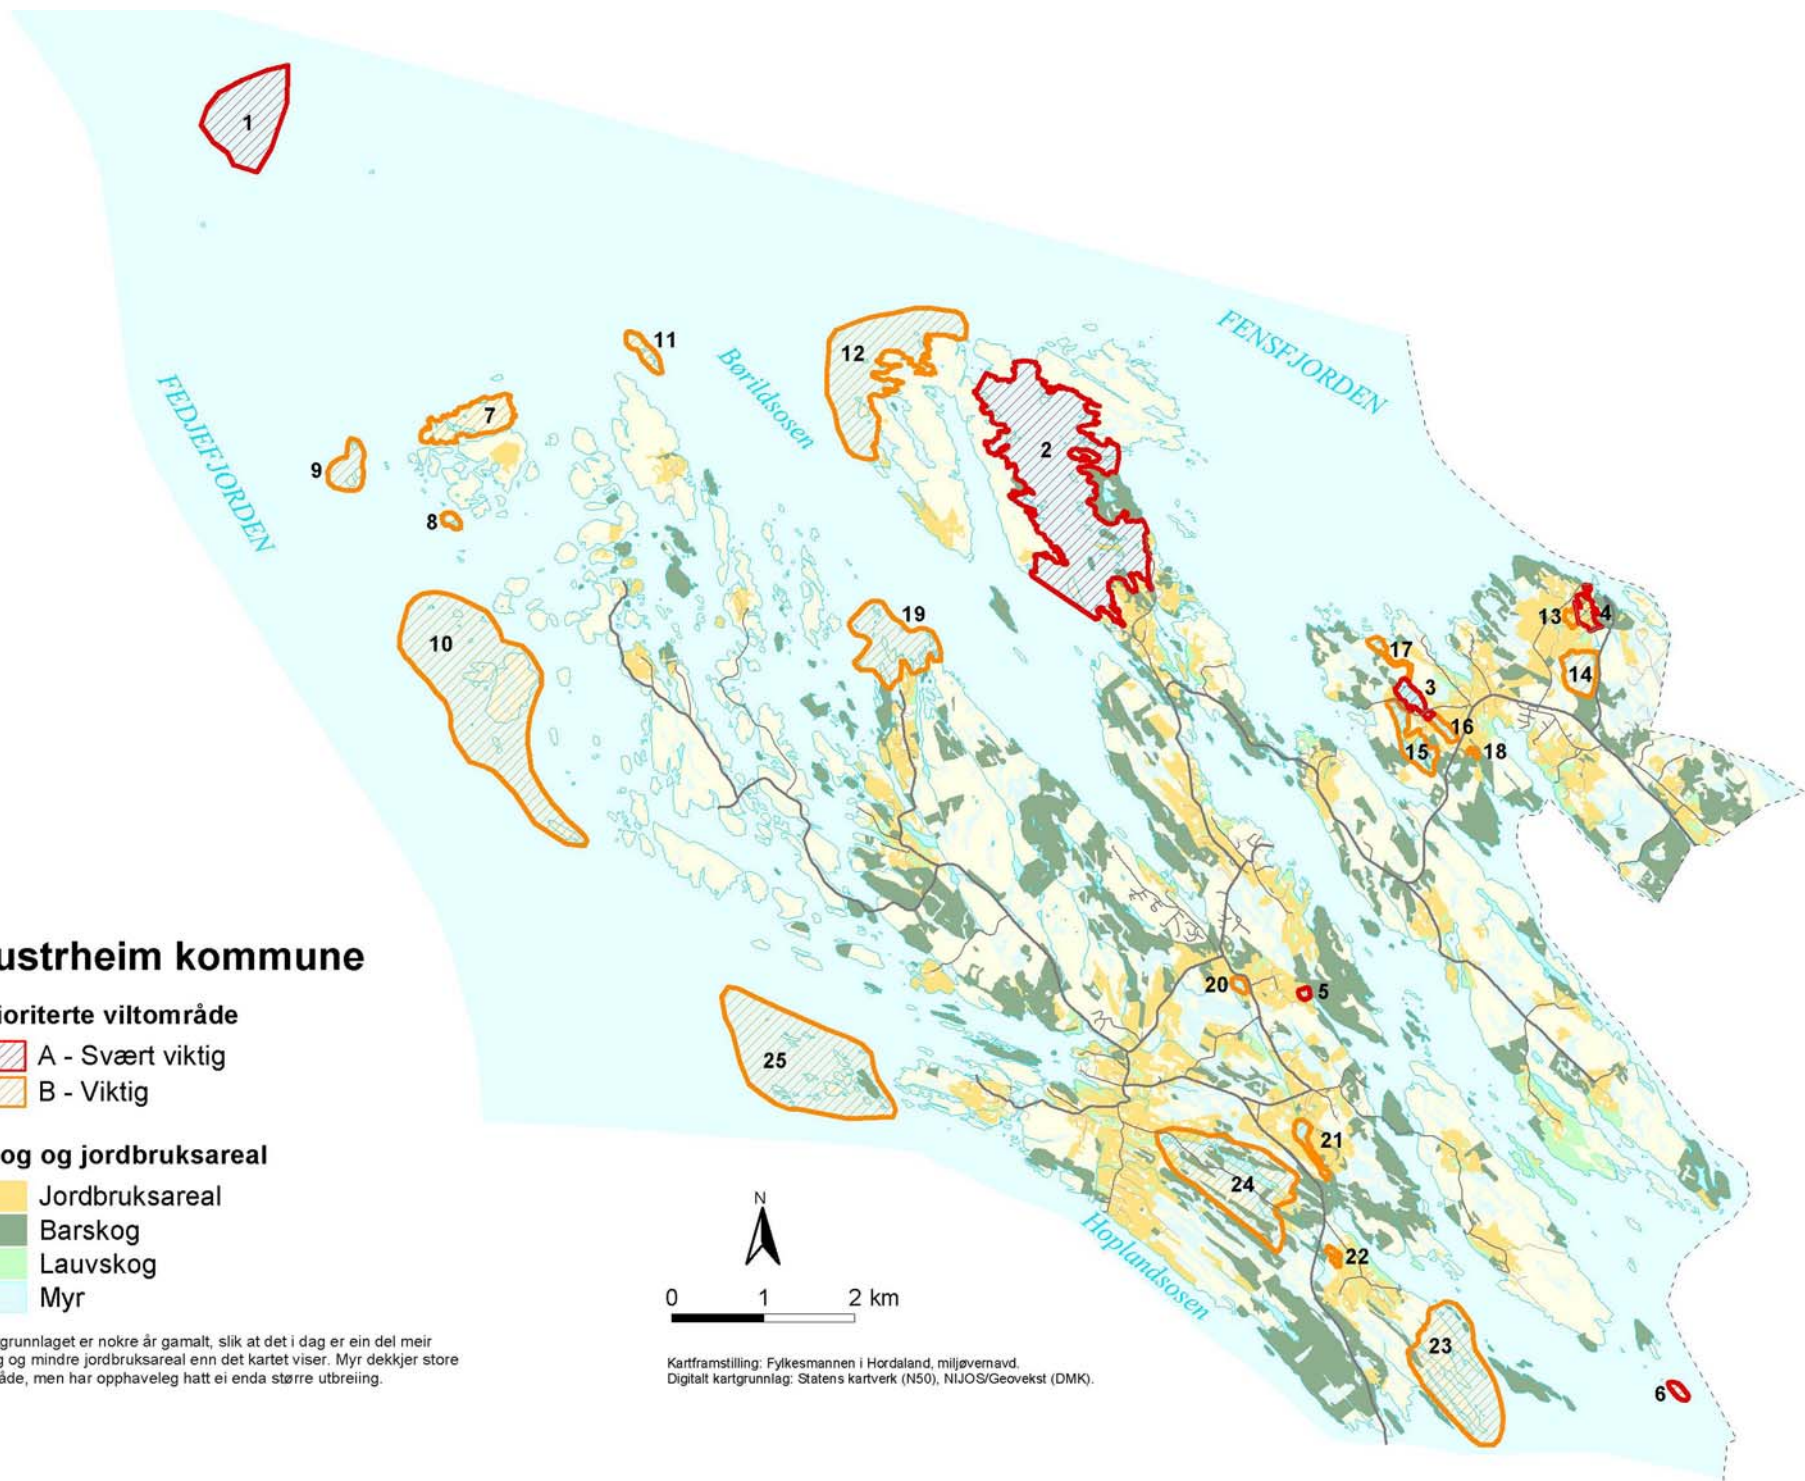 1
FENSFJORDEN
11
12
Børildsosen
FEDJEFJORDEN
7
2
9
8
19
10
13
4
17
14
3
16
15
18
ustrheim kommune
20
5
ioriterte viltområde
A - Svært viktig
B - Viktig
25
og og jordbruksareal
21
Jordbruksareal
24
Barskog
N
Hoplandsosen
Lauvskog
22
Myr
0 1 2 km
23
grunnlaget er nokre år gamalt, slik at det i dag er ein del meir
g og mindre jordbruksareal enn det kartet viser. Myr dekkjer store
åde, men har opphaveleg hatt ei enda større utbreiing.
Kartframstilling: Fylkesmannen i Hordaland, miljøvernavd.
Digitalt kartgrunnlag: Statens kartverk (N50), NIJOS/Geovekst (DMK).
6